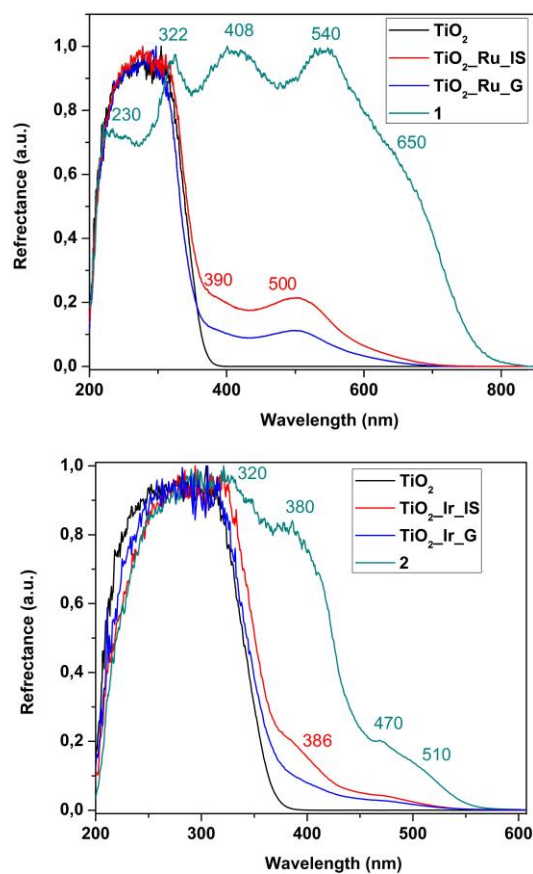 322 408 540
TiO₂
TiO₂_Ru_IS
TiO₂_Ru_G
1
230
650
390 500
1,0
0,8
0,6
0,4
0,2
0,0
Refrectance (a.u.)
200 400 600 800
Wavelength (nm)
320
380
TiO₂
TiO₂_Ir_IS
TiO₂_Ir_G
2
386
470
510
1,0
0,8
0,6
0,4
0,2
0,0
Refrectance (a.u.)
200 300 400 500 600
Wavelength (nm)